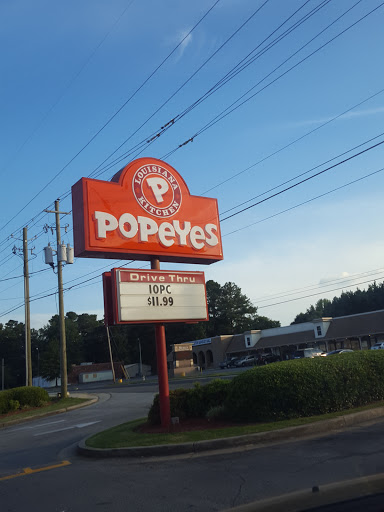 LOUISIANA
P
KITCHEN
POPEYES
Drive Thru
10PC
$11.99